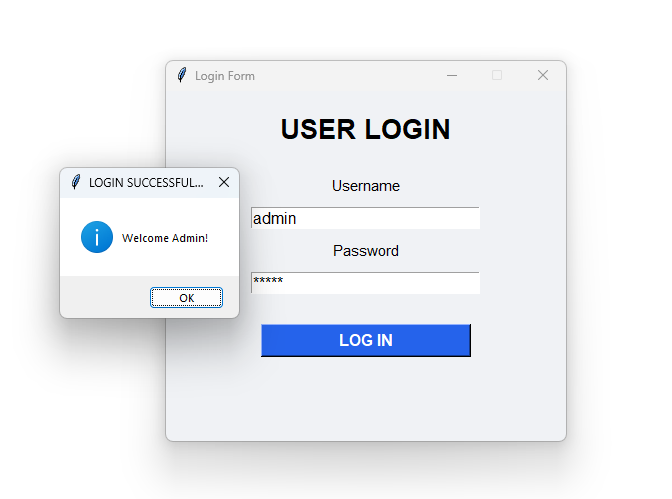 Login Form
USER LOGIN
LOGIN SUCCESSFUL...
Username
admin
Welcome Admin!
Password
*****
OK
LOG IN